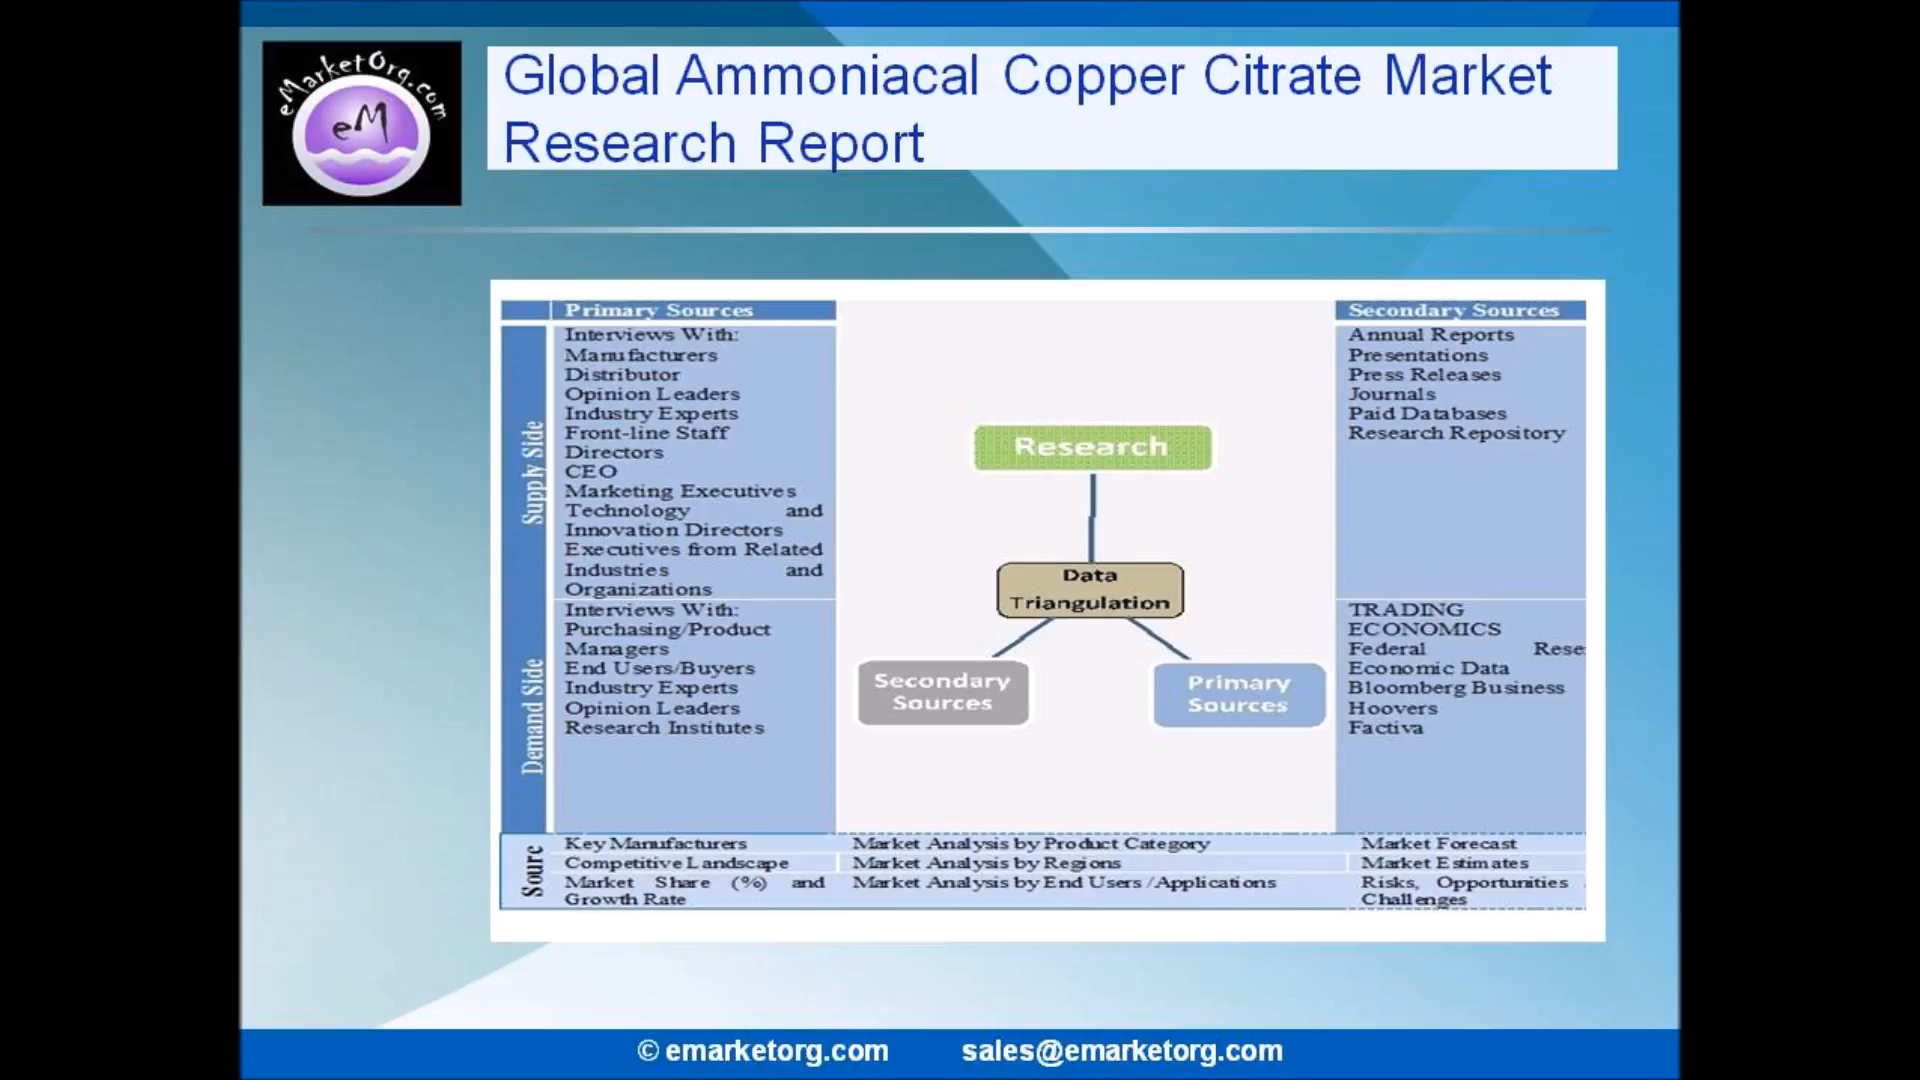 eMarketOrg.com
eM
Global Ammoniacal Copper Citrate Market
Research Report
Primary Sources
Supply Side
Interviews With:
Manufacturers
Distributor
Opinion Leaders
Industry Experts
Front-line Staff
Directors
CEO
Marketing Executives
Technology and
Innovation Directors
Executives from Related
Industries and
Organizations
Demand Side
Interviews With:
Purchasing/Product
Managers
End Users/Buyers
Industry Experts
Opinion Leaders
Research Institutes
Research
Data
Triangulation
Secondary
Sources
Primary
Sources
Secondary Sources
Annual Reports
Presentations
Press Releases
Journals
Paid Databases
Research Repository
TRADING
ECONOMICS
Federal Rese
Economic Data
Bloomberg Business
Hoovers
Factiva
Sourc
Key Manufacturers Market Analysis by Product Category Market Forecast
Competitive Landscape Market Analysis by Regions Market Estimates
Market Share (%) and Market Analysis by End Users /Applications Risks, Opportunities
Growth Rate Challenges
© emarketorg.com sales@emarketorg.com